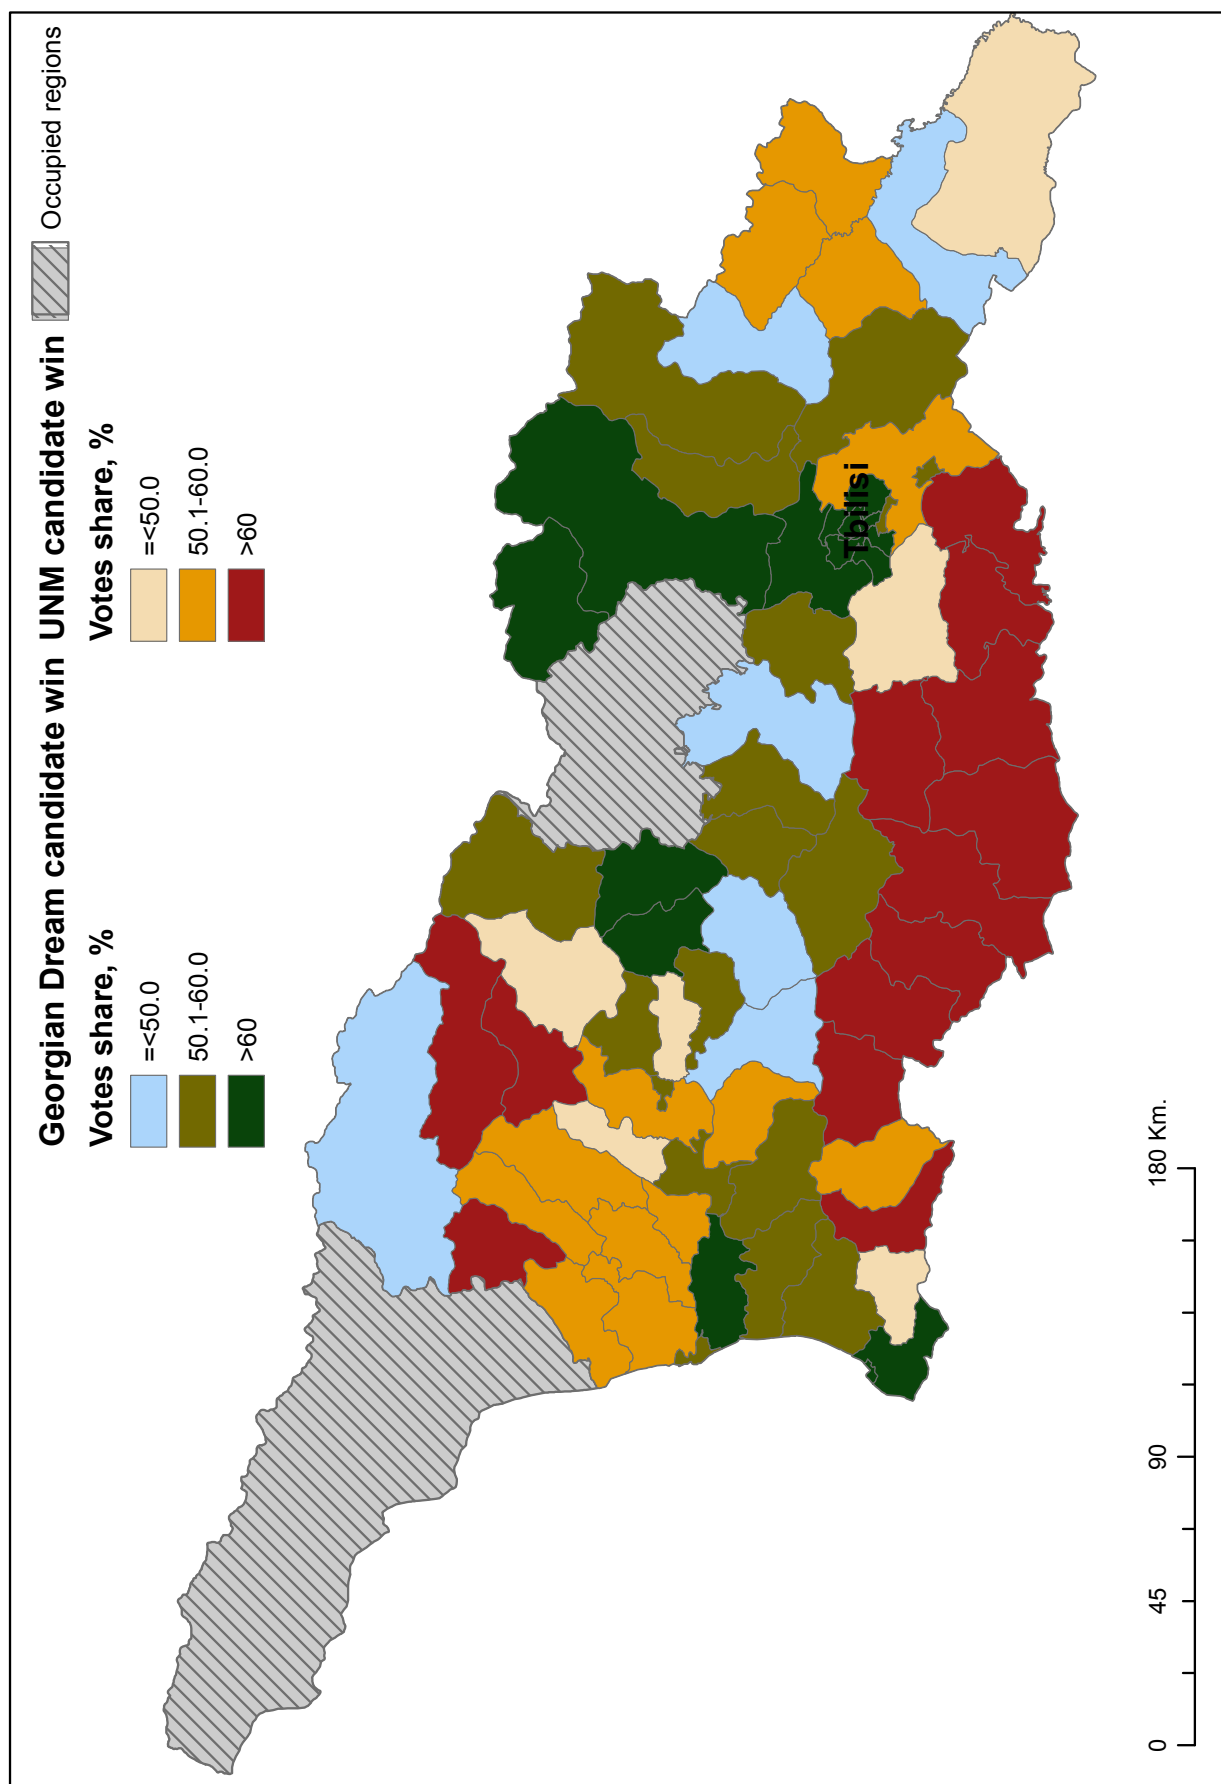 Georgian Dream candidate win
Votes share, %
=<50.0
50.1-60.0
>60
UNM candidate win
Votes share, %
=<50.0
50.1-60.0
>60
Occupied regions
Tbilisi
0 45 90 180 Km.